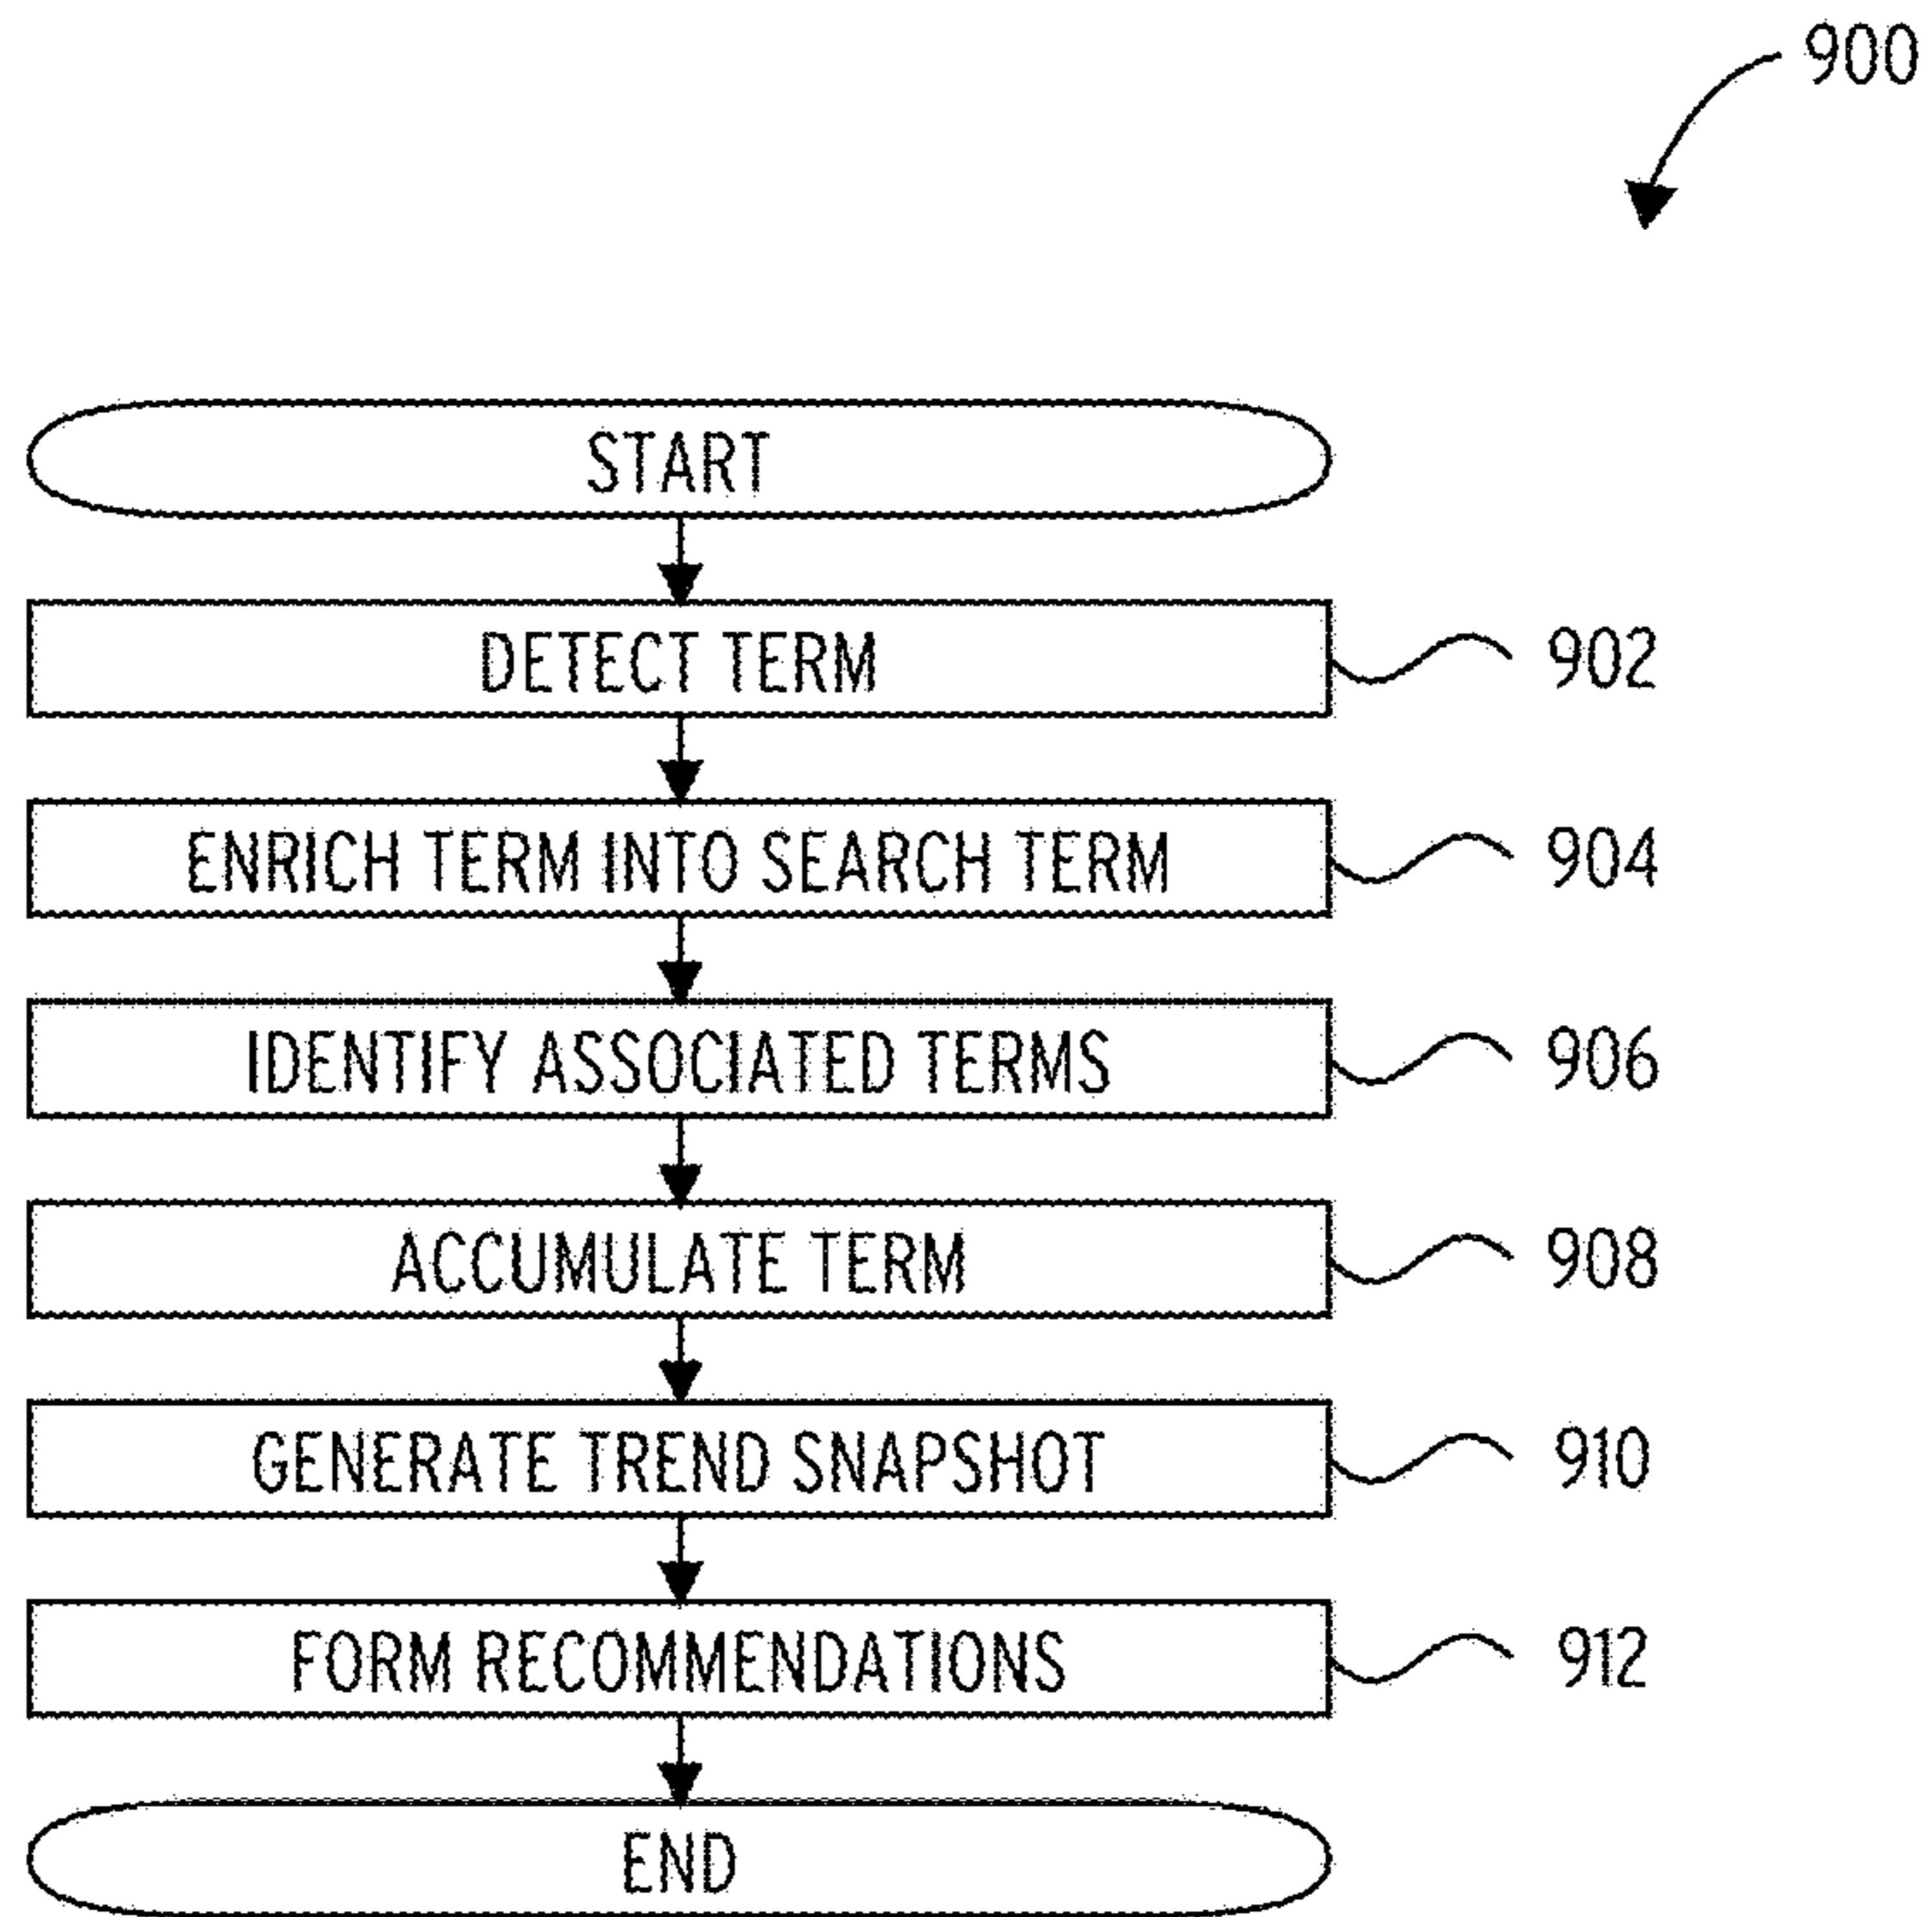 900
START
DETECT TERM 902
ENRICH TERM INTO SEARCH TERM 904
IDENTIFY ASSOCIATED TERMS 906
ACCUMULATE TERM 908
GENERATE TREND SNAPSHOT 910
FORM RECOMMENDATIONS 912
END